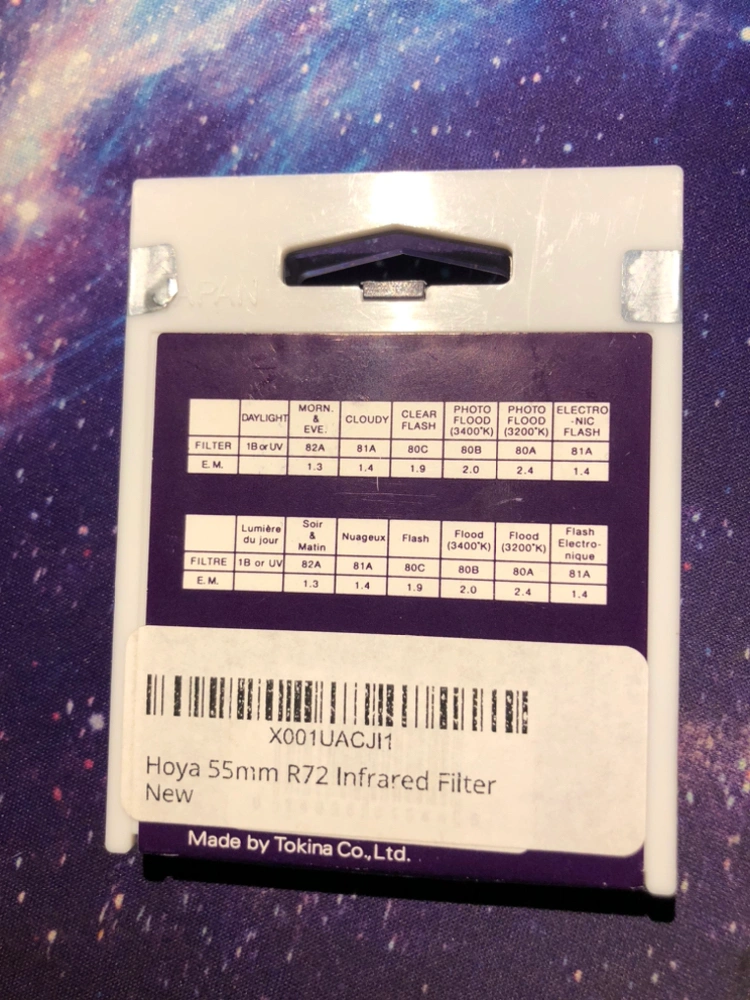 JAPAN
DAYLIGHT MORN. & EVE. CLOUDY CLEAR FLASH PHOTO FLOOD (3400°K) PHOTO FLOOD (3200°K) ELECTRO-NIC FLASH
FILTER 1B or UV 82A 81A 80C 80B 80A 81A
E.M. 1.3 1.4 1.9 2.0 2.4 1.4
Lumière du jour Soir & Matin Nuageux Flash Flood (3400°K) Flood (3200°K) Flash Electro-nique
FILTRE 1B or UV 82A 81A 80C 80B 80A 81A
E.M. 1.3 1.4 1.9 2.0 2.4 1.4
X001UACJI1
Hoya 55mm R72 Infrared Filter
New
Made by Tokina Co.,Ltd.